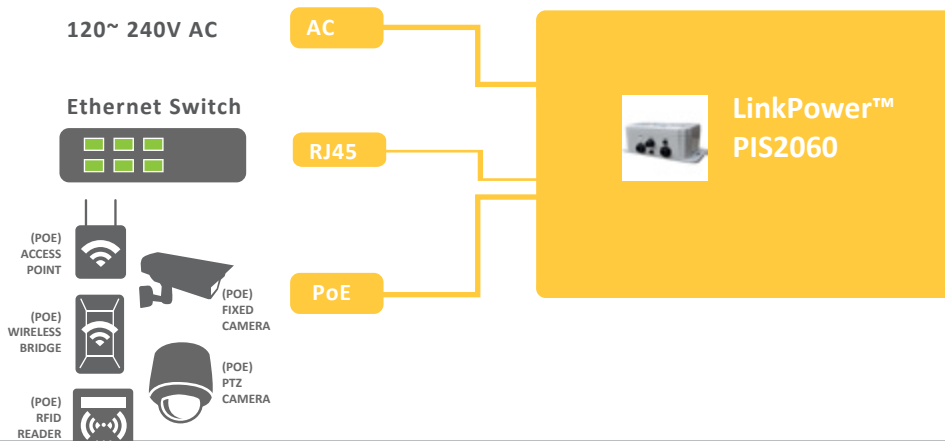 120~ 240V AC
AC
Ethernet Switch
RJ45
LinkPower™
PIS2060
(POE)
ACCESS
POINT
(POE)
FIXED
CAMERA
PoE
(POE)
WIRELESS
BRIDGE
(POE)
PTZ
CAMERA
(POE)
RFID
READER